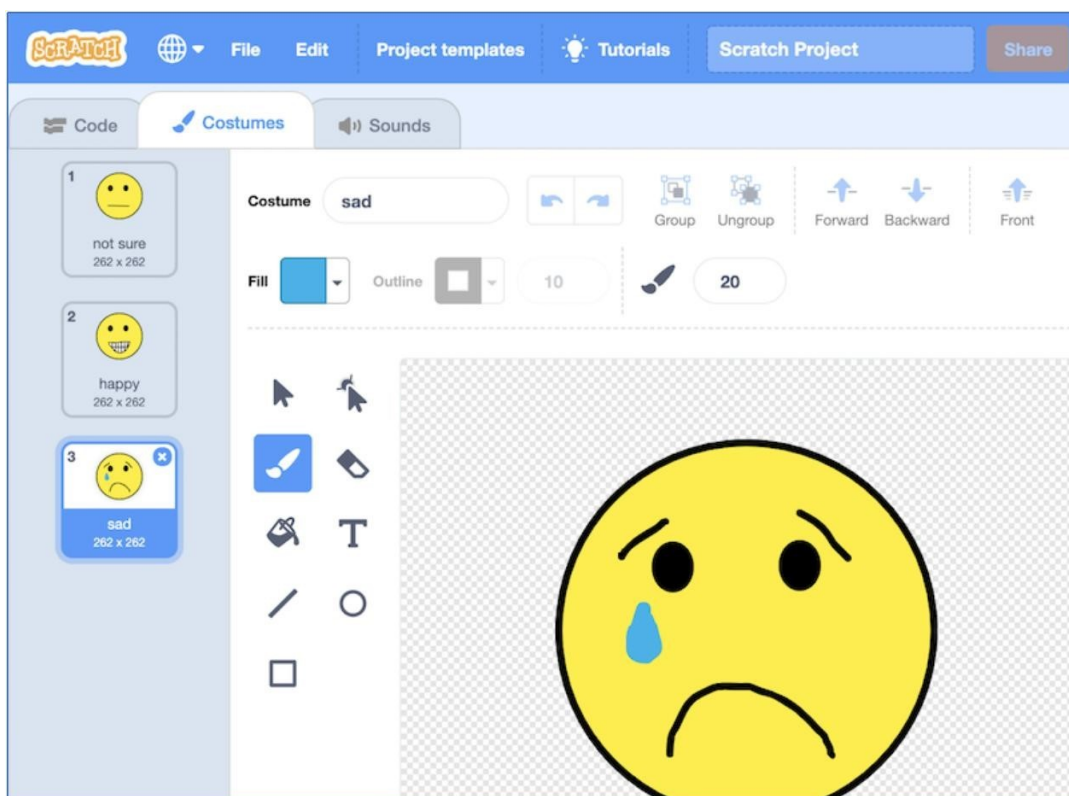 SCRATCH File Edit Project templates Tutorials Scratch Project Share
Code Costumes Sounds
1
not sure
262 x 262
2
happy
262 x 262
3
sad
262 x 262
Costume sad Group Ungroup Forward Backward Front
Fill Outline 10 20
T